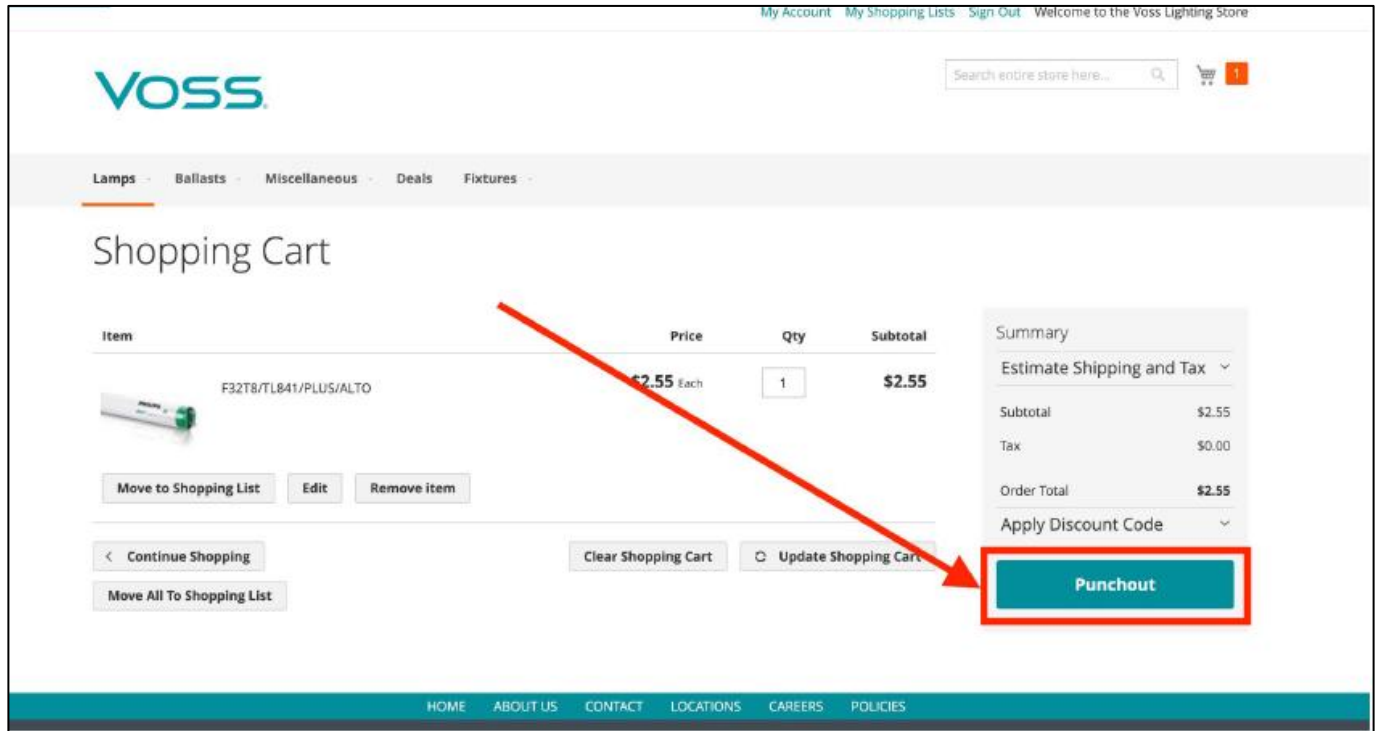 My Account My Shopping Lists Sign Out Welcome to the Voss Lighting Store
VOSS
Search entire store here... 1
Lamps Ballasts Miscellaneous Deals Fixtures
Shopping Cart
Item Price Qty Subtotal
F32T8/TL841/PLUS/ALTO $2.55 Each 1 $2.55
Move to Shopping List Edit Remove item
< Continue Shopping Clear Shopping Cart Update Shopping Cart
Move All To Shopping List
Summary
Estimate Shipping and Tax
Subtotal $2.55
Tax $0.00
Order Total $2.55
Apply Discount Code
Punchout
HOME ABOUT US CONTACT LOCATIONS CAREERS POLICIES